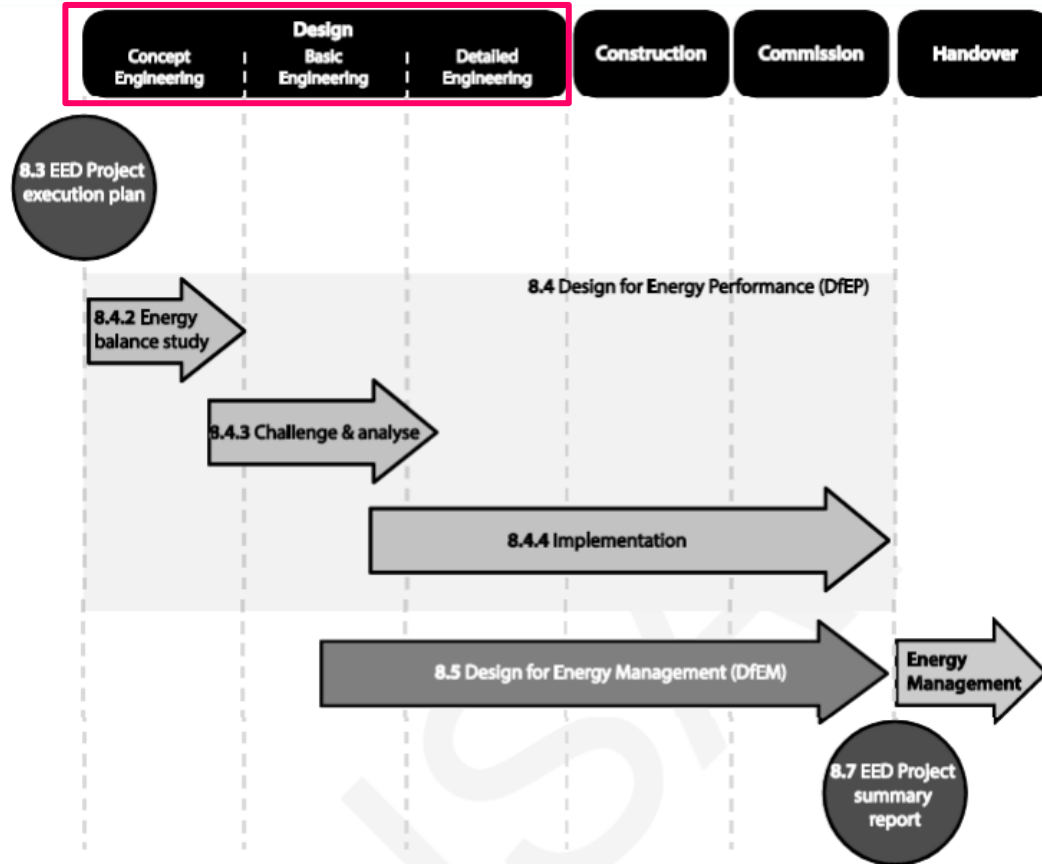 Design
Concept
Engineering
Basic
Engineering
Detailed
Engineering
Construction
Commission
Handover
8.3 EED Project
execution plan
8.4 Design for Energy Performance (DfEP)
8.4.2 Energy
balance study
8.4.3 Challenge & analyse
8.4.4 Implementation
8.5 Design for Energy Management (DfEM)
Energy
Management
8.7 EED Project
summary
report